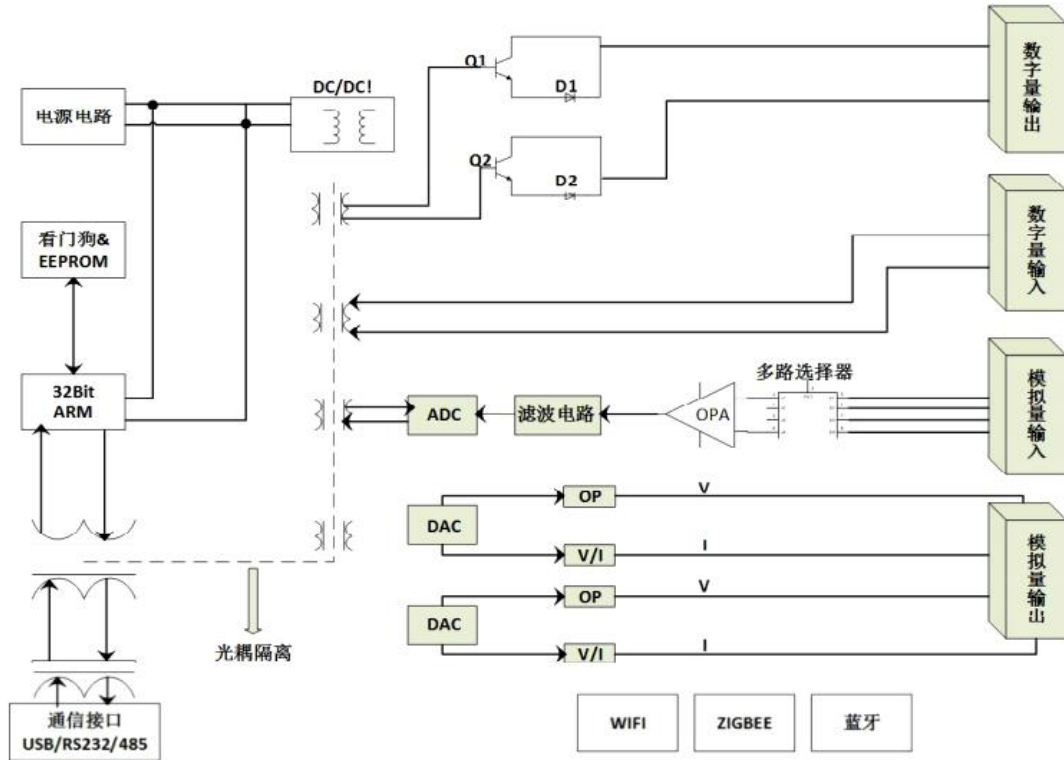 电源电路
DC/DC!
Q1
D1
数字量输出
Q2
D2
看门狗&
EEPROM
数字量输入
32Bit
ARM
ADC
滤波电路
OPA
多路选择器
模拟量输入
DAC
OP
V
V/I
I
模拟量输出
DAC
OP
V
V/I
I
光耦隔离
通信接口
USB/RS232/485
WIFI
ZIGBEE
蓝牙